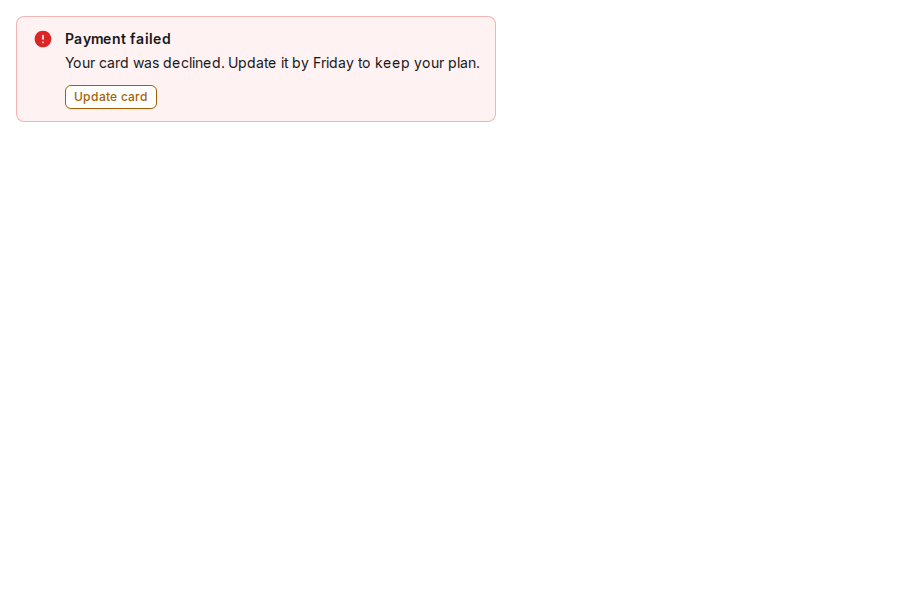 Payment failed
Your card was declined. Update it by Friday to keep your plan.
Update card